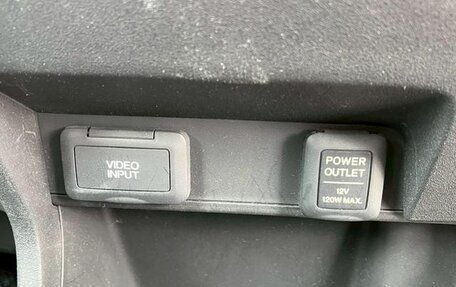 VIDEO
INPUT
POWER
OUTLET
12V
120W MAX.